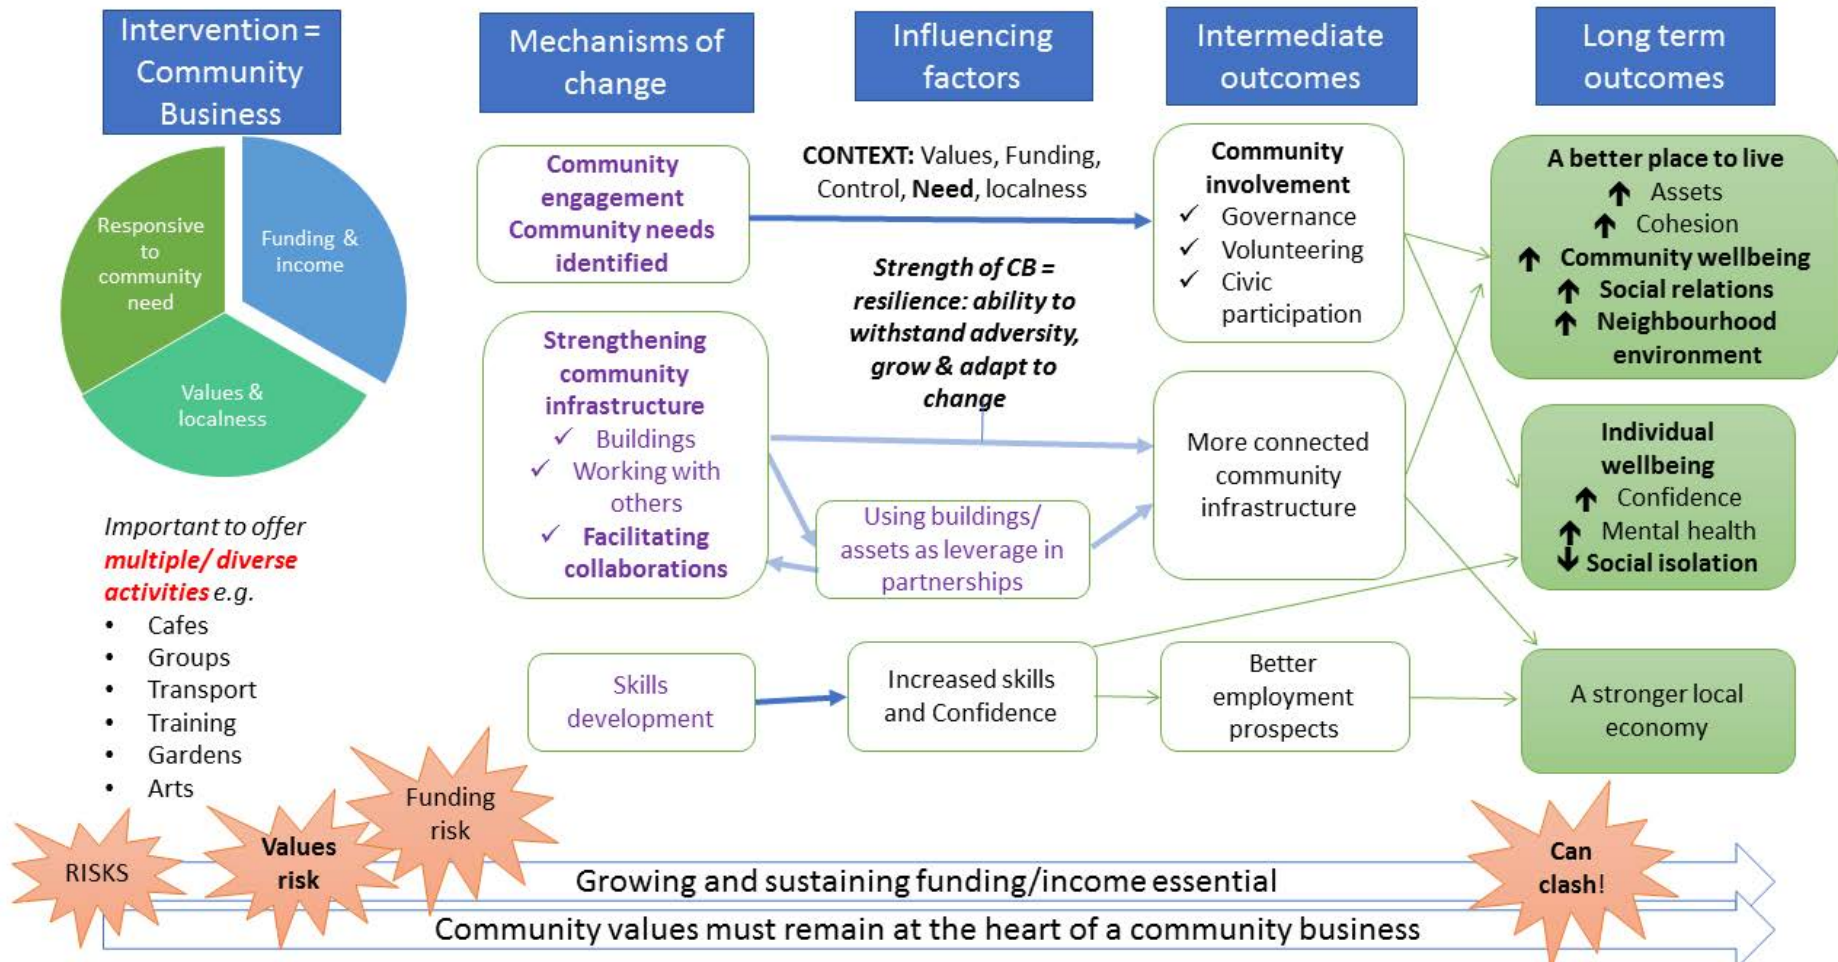 Intervention =
Community
Business
Mechanisms of
change
Influencing
factors
Intermediate
outcomes
Long term
outcomes
Responsive
to
community
need
Funding &
income
Values &
localness
Important to offer
multiple/ diverse
activities e.g.
• Cafes
• Groups
• Transport
• Training
• Gardens
• Arts
Community
engagement
Community needs
identified
Strengthening
community
infrastructure
✓ Buildings
✓ Working with
others
✓ Facilitating
collaborations
Skills
development
CONTEXT: Values, Funding,
Control, Need, localness
Strength of CB =
resilience: ability to
withstand adversity,
grow & adapt to
change
Using buildings/
assets as leverage in
partnerships
Increased skills
and Confidence
Community
involvement
✓ Governance
✓ Volunteering
✓ Civic
participation
More connected
community
infrastructure
Better
employment
prospects
A better place to live
↑ Assets
↑ Cohesion
↑ Community wellbeing
↑ Social relations
↑ Neighbourhood
environment
Individual
wellbeing
↑ Confidence
↑ Mental health
↓ Social isolation
A stronger local
economy
RISKS
Values
risk
Funding
risk
Can
clash!
Growing and sustaining funding/income essential
Community values must remain at the heart of a community business